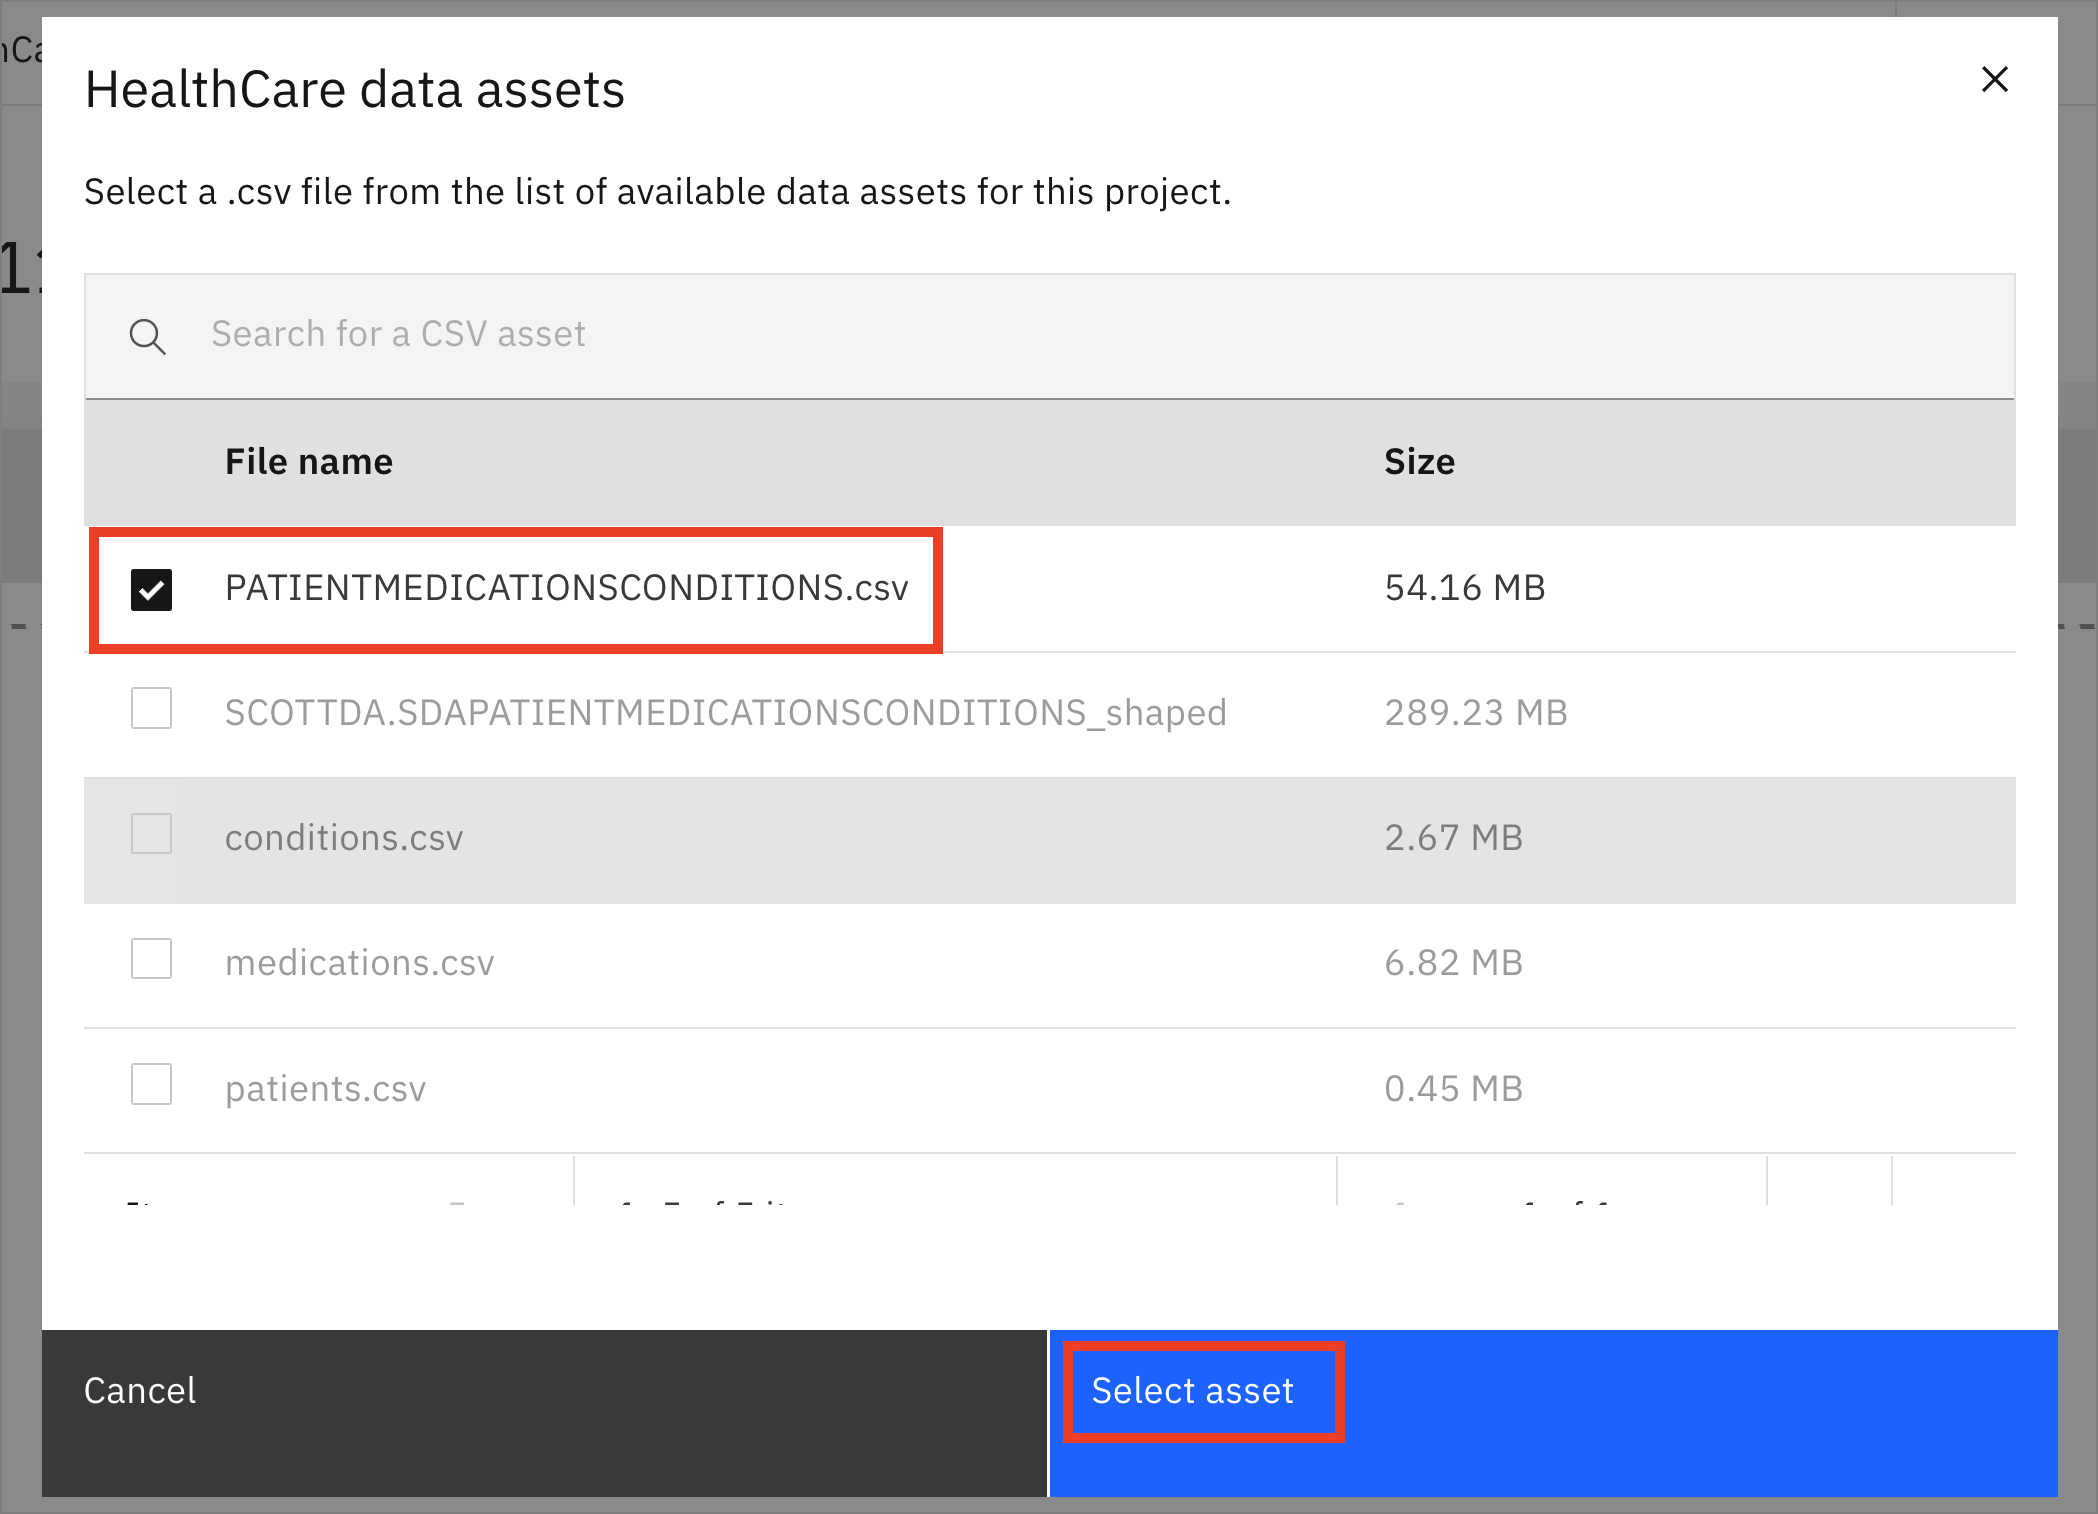 HealthCare data assets
Select a .csv file from the list of available data assets for this project.
Search for a CSV asset
File name Size
PATIENTMEDICATIONSCONDITIONS.csv 54.16 MB
SCOTTDA.SDAPATIENTMEDICATIONSCONDITIONS_shaped 289.23 MB
conditions.csv 2.67 MB
medications.csv 6.82 MB
patients.csv 0.45 MB
Cancel Select asset